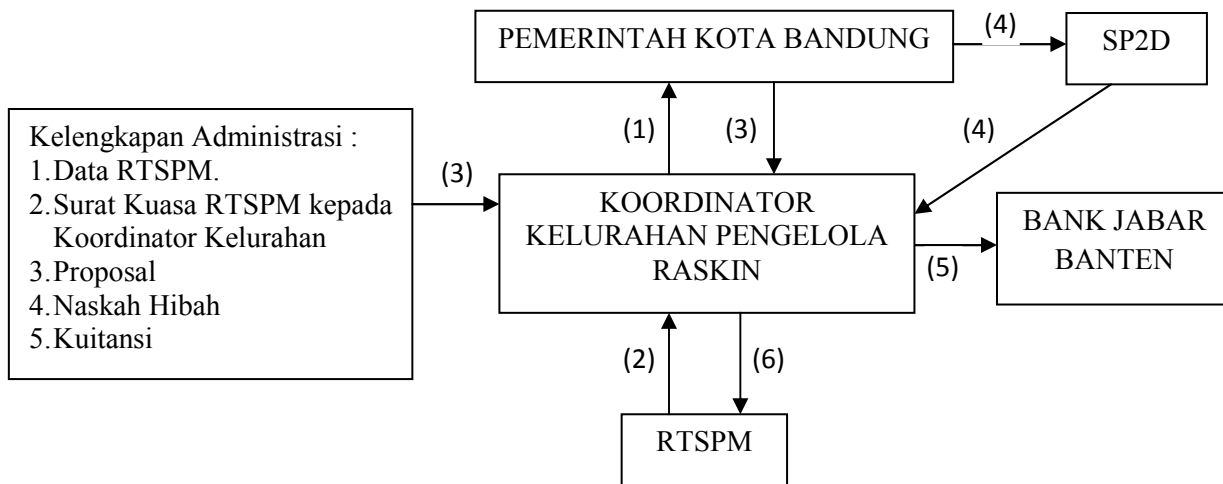 PEMERINTAH KOTA BANDUNG
(4)
SP2D
Kelengkapan Administrasi :
1.Data RTSPM.
2.Surat Kuasa RTSPM kepada
Koordinator Kelurahan
3.Proposal
4.Naskah Hibah
5.Kuitansi
(3)
(1)
(3)
(4)
KOORDINATOR
KELURAHAN PENGELOLA
RASKIN
(5)
BANK JABAR
BANTEN
(2)
(6)
RTSPM